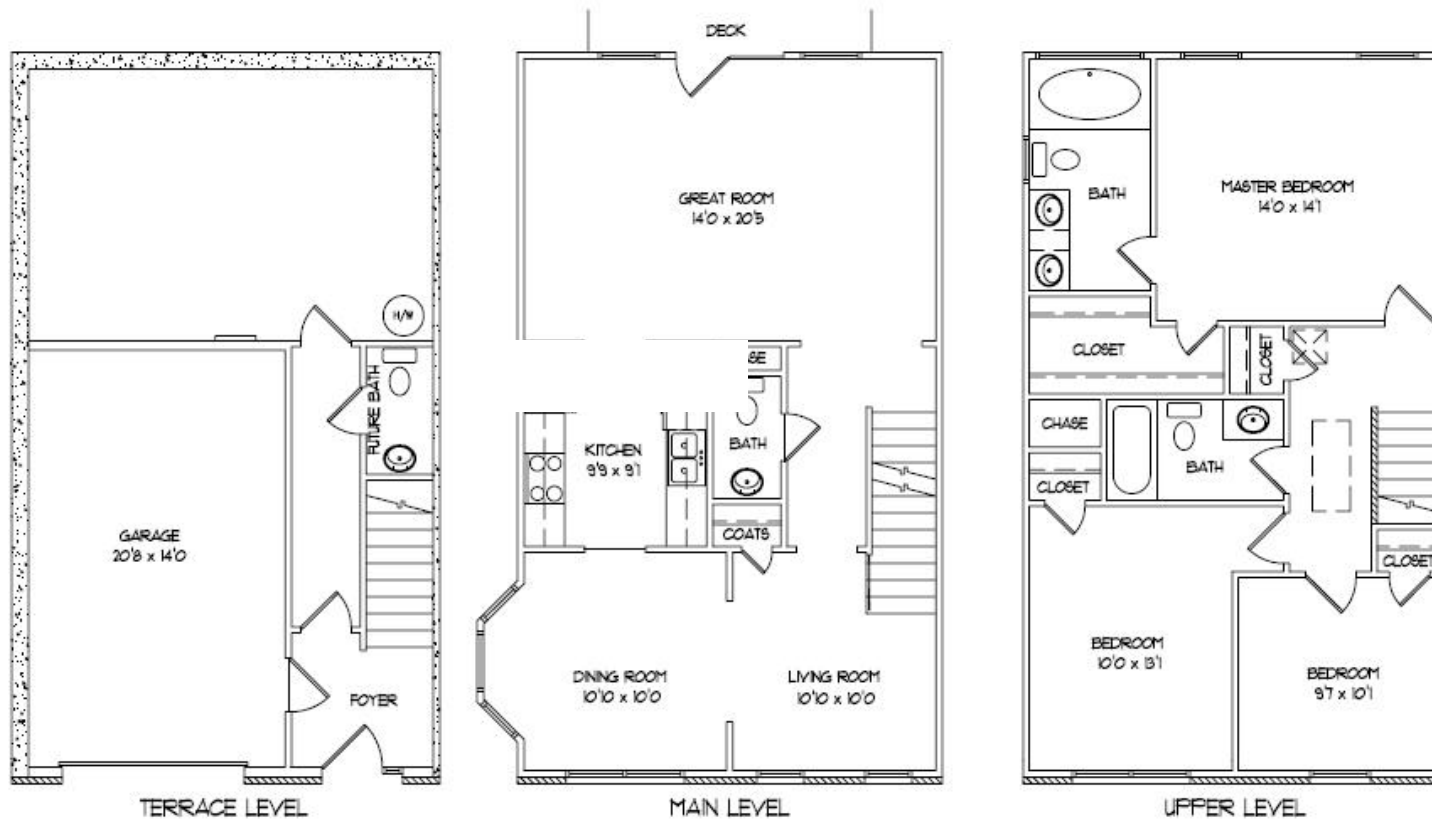 H/W
FUTURE BATH
GARAGE
20'8 x 14'0
FOYER
TERRACE LEVEL
DECK
GREAT ROOM
14'0 x 20'5
KITCHEN
9'9 x 9'1
BATH
COATS
DINING ROOM
10'10 x 10'0
LIVING ROOM
10'10 x 10'0
MAIN LEVEL
BATH
MASTER BEDROOM
14'0 x 14'1
CLOSET
CLOSET
CHASE
BATH
CLOSET
CLOSET
BEDROOM
10'0 x 13'1
BEDROOM
9'7 x 10'1
UPPER LEVEL